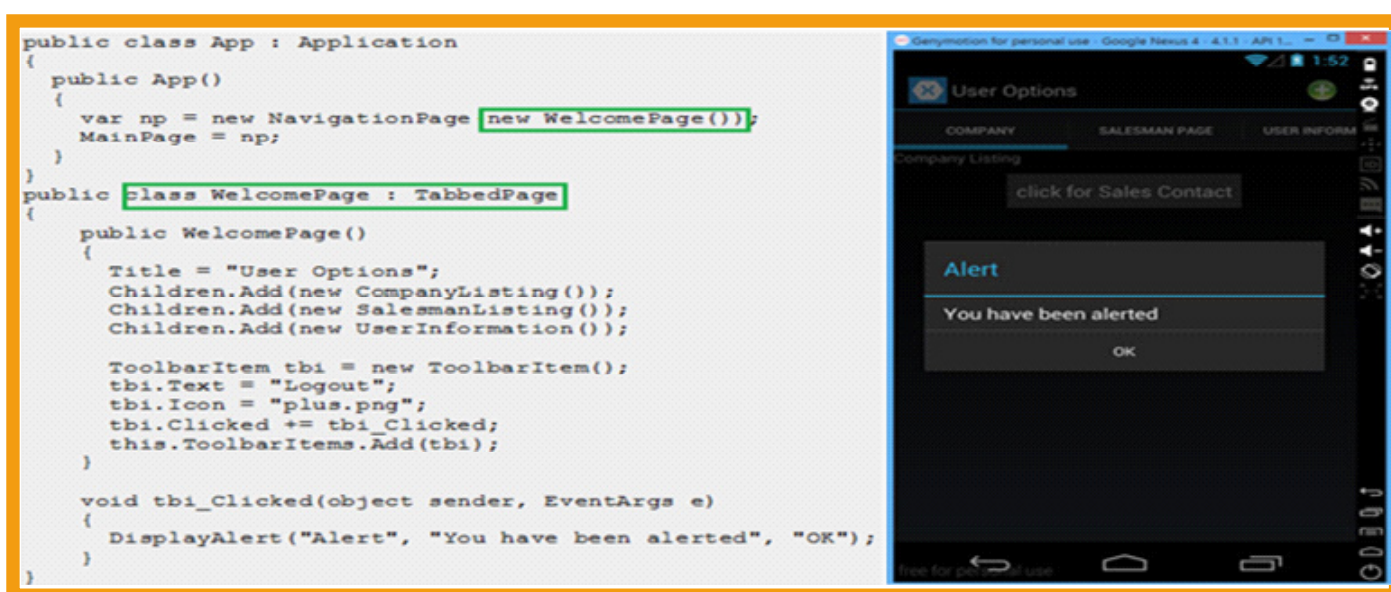 public class App : Application
{
public App()
{
var np = new NavigationPage new WelcomePage());
MainPage = np;
}
}
public class WelcomePage : TabbedPage
{
public WelcomePage()
{
Title = "User Options";
Children.Add(new CompanyListing());
Children.Add(new SalesmanListing());
Children.Add(new UserInformation());
ToolbarItem tbi = new ToolbarItem();
tbi.Text = "Logout";
tbi.Icon = "plus.png";
tbi.Clicked += tbi_Clicked;
this.ToolbarItems.Add(tbi);
}
void tbi_Clicked(object sender, EventArgs e)
{
DisplayAlert("Alert", "You have been alerted", "OK");
}
}
Genymotion for personal use - Google Nexus 4 - 4.1.1 - API 1...
1:52
User Options
COMPANY SALESMAN PAGE USER INFORM
Company Listing
click for Sales Contact
Alert
You have been alerted
OK
free for personal use